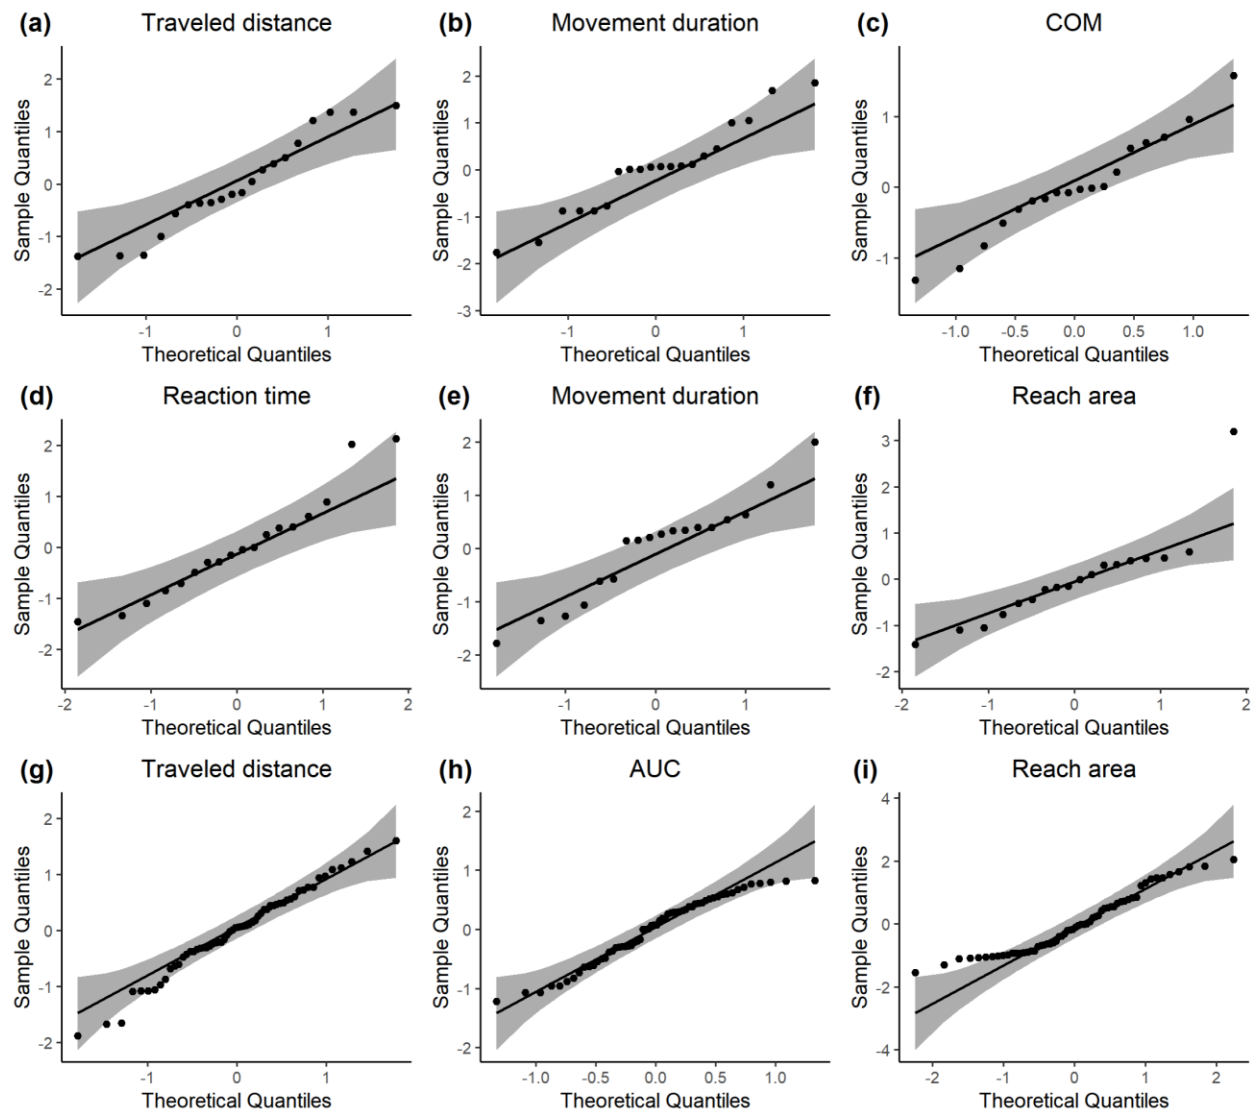 (a) Traveled distance
(b) Movement duration
(c) COM
Sample Quantiles
2
1
0
-1
-2
-1 0 1
Theoretical Quantiles
Sample Quantiles
2
1
0
-1
-2
-3
-1 0 1
Theoretical Quantiles
Sample Quantiles
1
0
-1
-1.0 -0.5 0.0 0.5 1.0
Theoretical Quantiles
(d) Reaction time
(e) Movement duration
(f) Reach area
Sample Quantiles
2
1
0
-1
-2
-2 -1 0 1 2
Theoretical Quantiles
Sample Quantiles
2
1
0
-1
-2
-1 0 1
Theoretical Quantiles
Sample Quantiles
3
2
1
0
-1
-2
-2 -1 0 1 2
Theoretical Quantiles
(g) Traveled distance
(h) AUC
(i) Reach area
Sample Quantiles
2
1
0
-1
-2
-1 0 1
Theoretical Quantiles
Sample Quantiles
2
1
0
-1
-2
-1.0 -0.5 0.0 0.5 1.0
Theoretical Quantiles
Sample Quantiles
4
2
0
-2
-4
-2 -1 0 1 2
Theoretical Quantiles